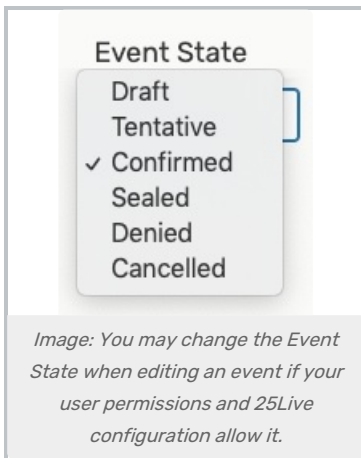 Event State
Draft
Tentative
✓ Confirmed
Sealed
Denied
Cancelled
Image: You may change the Event
State when editing an event if your
user permissions and 25Live
configuration allow it.